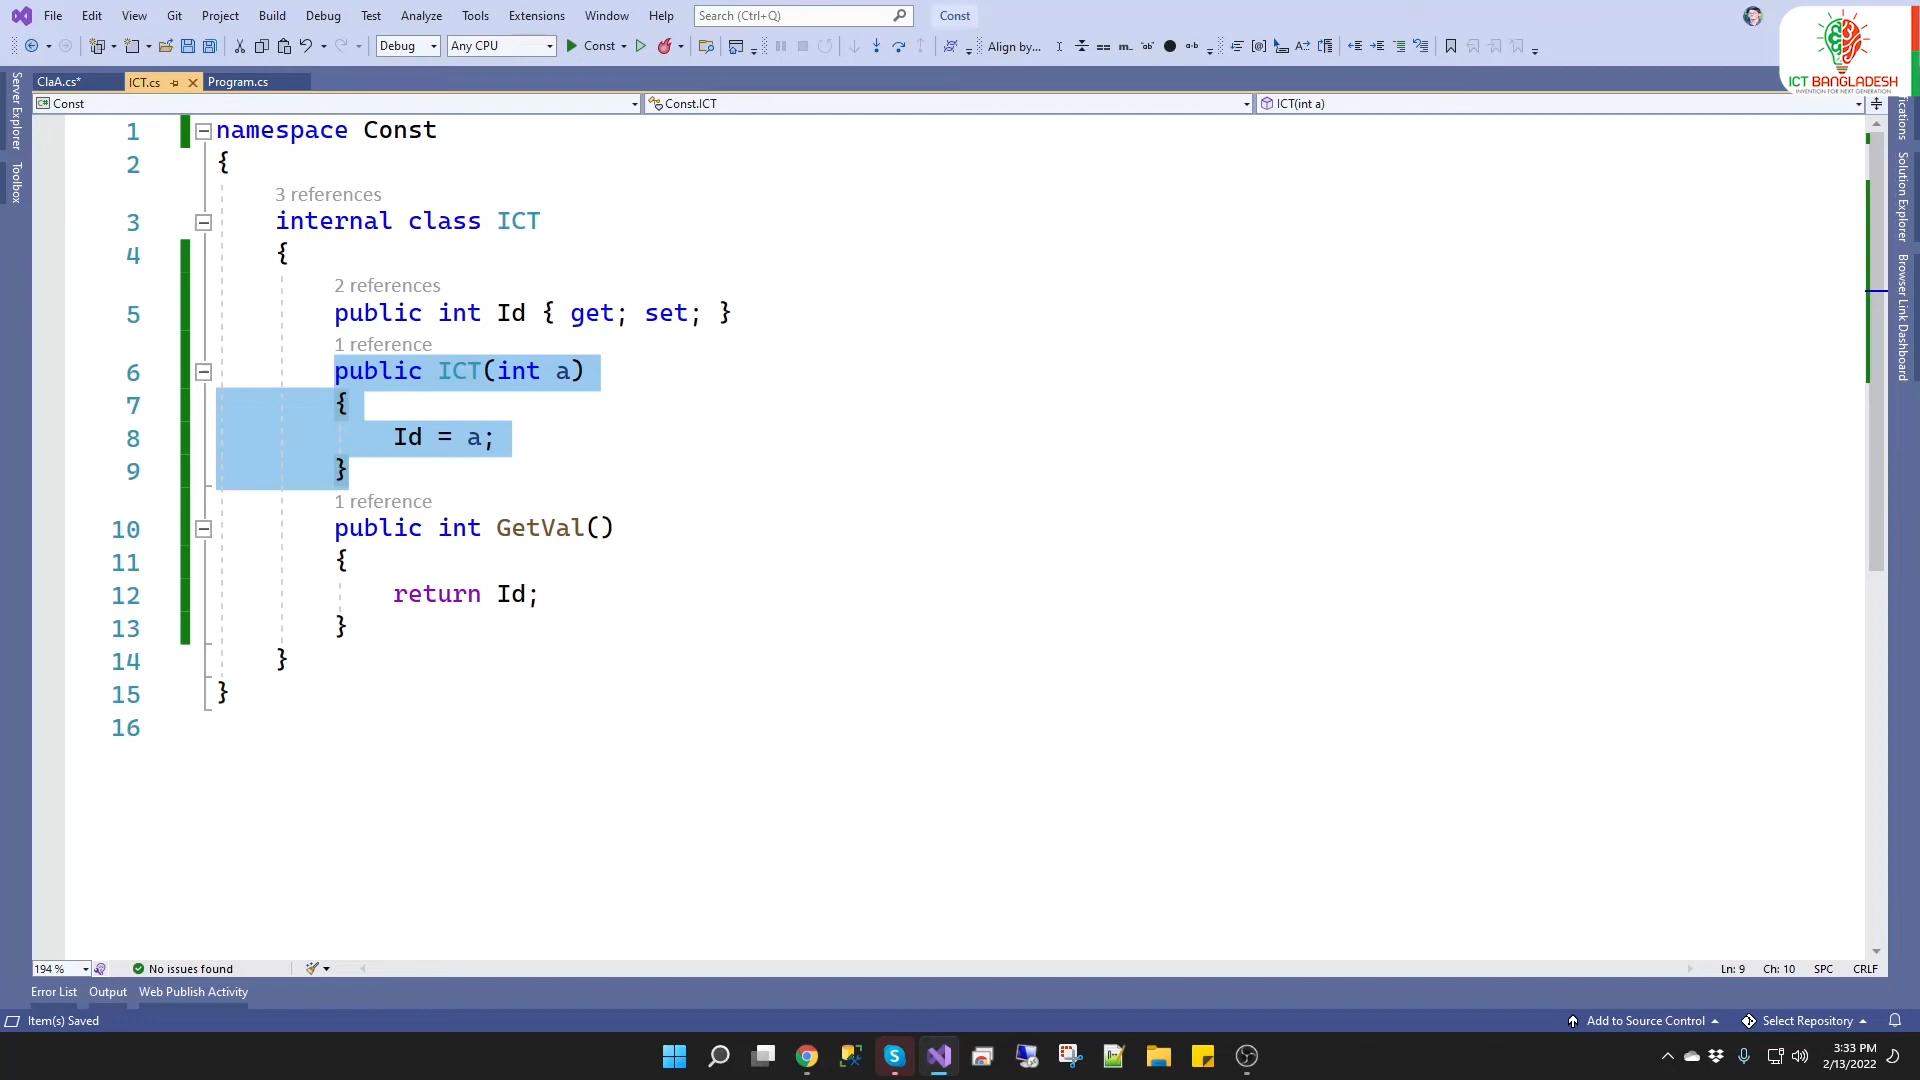 File Edit View Git Project Build Debug Test Analyze Tools Extensions Window Help Search (Ctrl+Q) Const
Debug Any CPU Const Align by...
ICT BANGLADESH
INVENTION FOR NEXT GENERATION
ClaA.cs* ICT.cs Program.cs
Const Const.ICT ICT(int a)
Server Explorer
Toolbox
Solution Explorer
Browser Link Dashboard
1 namespace Const
2 {
3 references
3 internal class ICT
4 {
2 references
5 public int Id { get; set; }
1 reference
6 public ICT(int a)
7 {
8 Id = a;
9 }
1 reference
10 public int GetVal()
11 {
12 return Id;
13 }
14 }
15 }
16
194 % No issues found Ln: 9 Ch: 10 SPC CRLF
Error List Output Web Publish Activity
Item(s) Saved Add to Source Control Select Repository
3:33 PM
2/13/2022